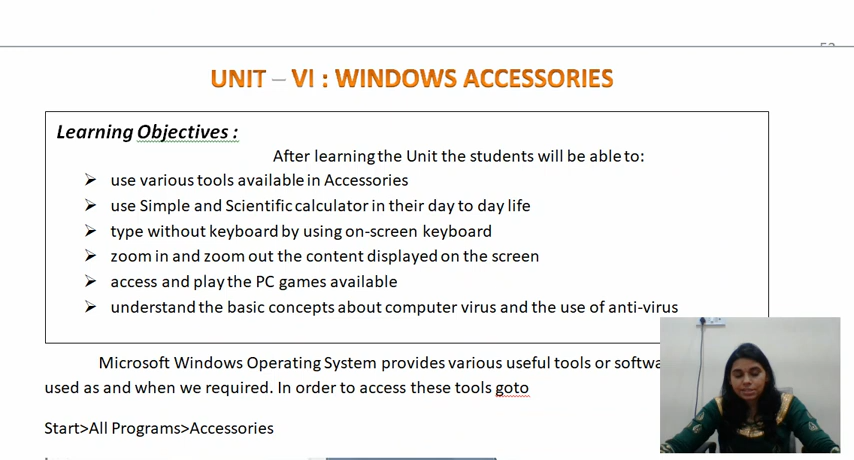 UNIT – VI : WINDOWS ACCESSORIES
Learning Objectives :
After learning the Unit the students will be able to:
➢ use various tools available in Accessories
➢ use Simple and Scientific calculator in their day to day life
➢ type without keyboard by using on-screen keyboard
➢ zoom in and zoom out the content displayed on the screen
➢ access and play the PC games available
➢ understand the basic concepts about computer virus and the use of anti-virus
Microsoft Windows Operating System provides various useful tools or
used as and when we required. In order to access these tools goto
Start>All Programs>Accessories